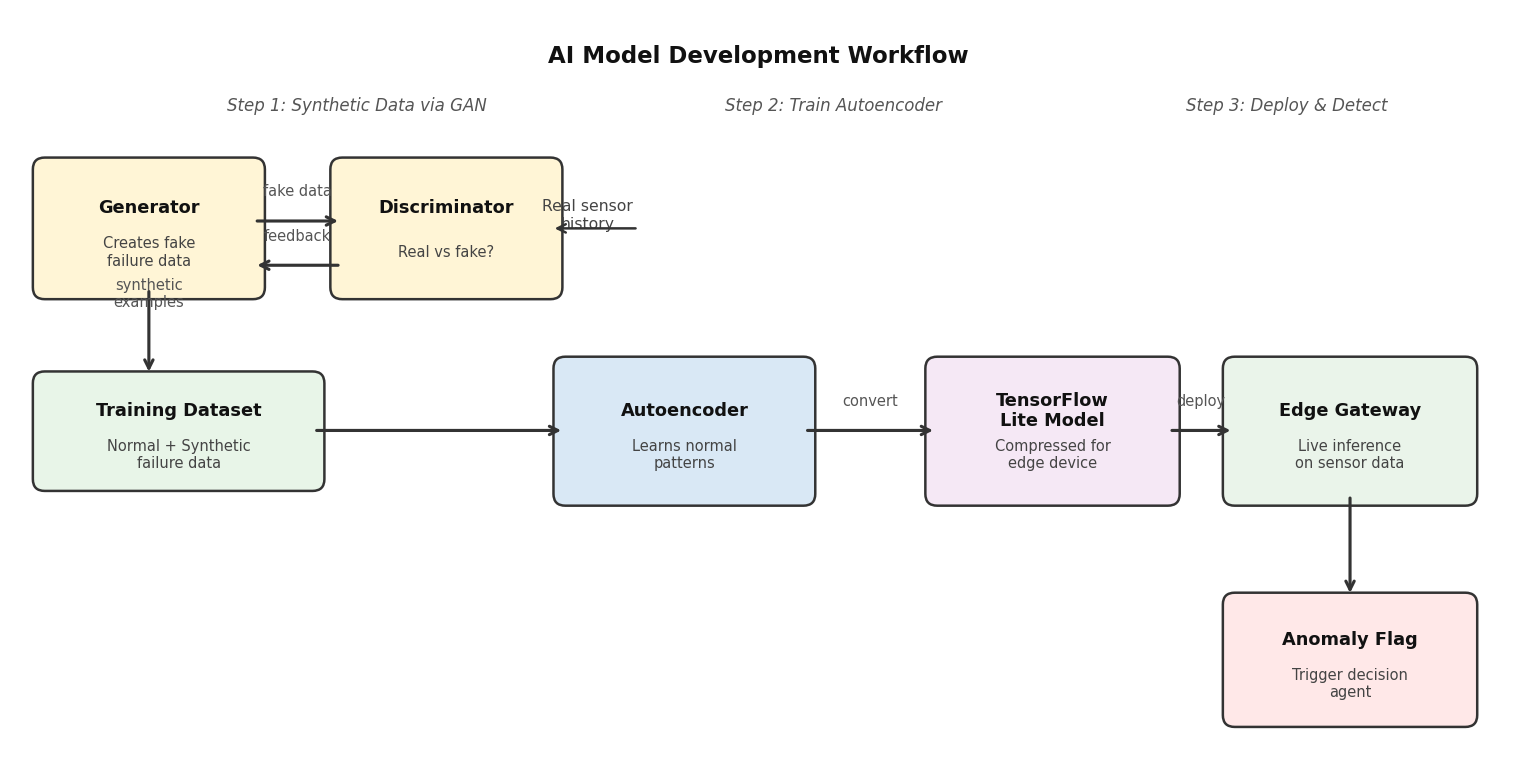 AI Model Development Workflow
Step 1: Synthetic Data via GAN
Step 2: Train Autoencoder
Step 3: Deploy & Detect
Generator
Creates fake
failure data
synthetic
examples
fake data
feedback
Discriminator
Real vs fake?
Real sensor
history
Training Dataset
Normal + Synthetic
failure data
Autoencoder
Learns normal
patterns
convert
TensorFlow
Lite Model
Compressed for
edge device
deploy
Edge Gateway
Live inference
on sensor data
Anomaly Flag
Trigger decision
agent